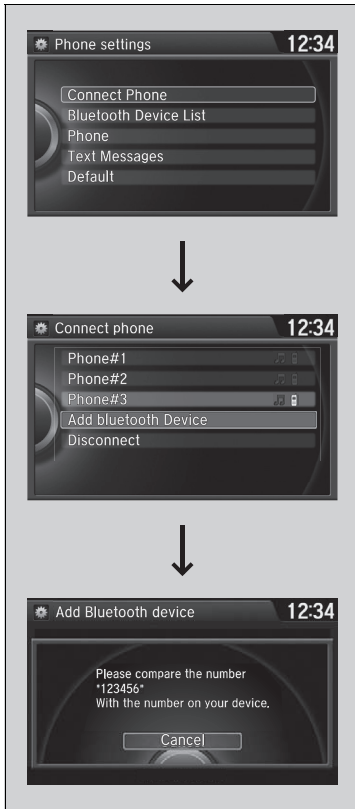 Phone settings 12:34
Connect Phone
Bluetooth Device List
Phone
Text Messages
Default
Connect phone 12:34
Phone#1
Phone#2
Phone#3
Add bluetooth Device
Disconnect
Add Bluetooth device 12:34
Please compare the number
*123456*
With the number on your device.
Cancel